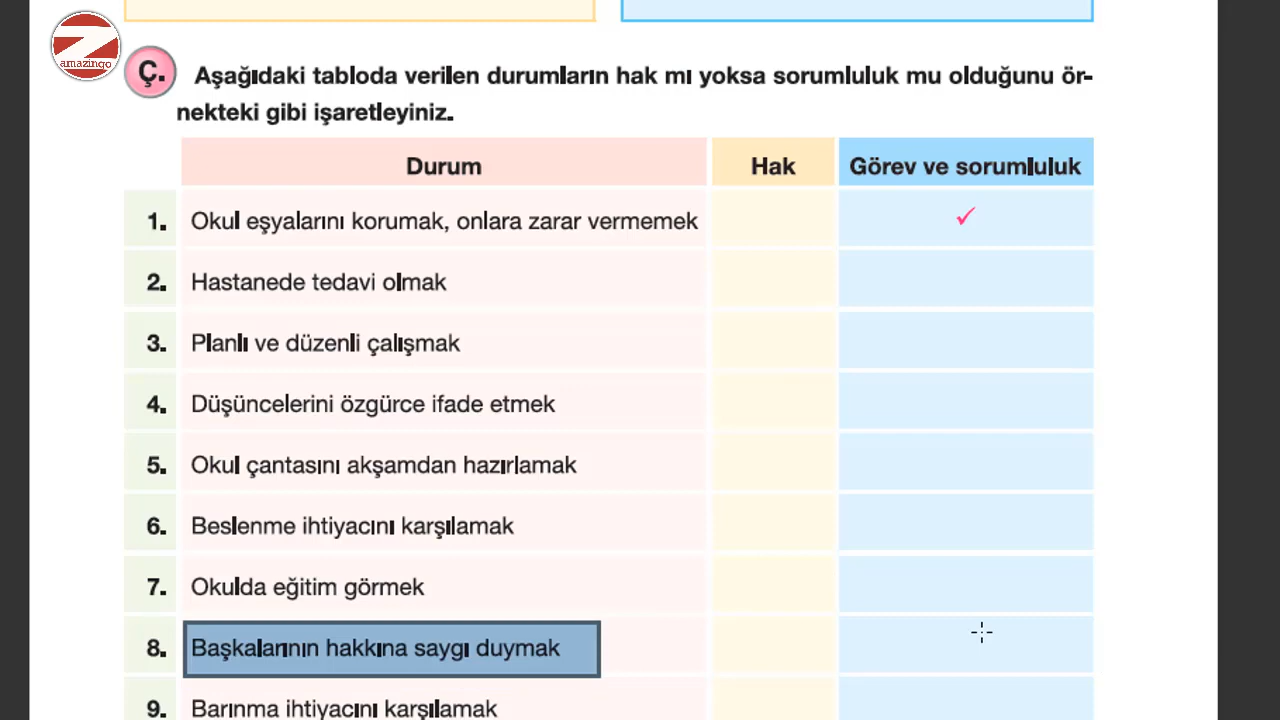 amazingo
Ç. Aşağıdaki tabloda verilen durumların hak mı yoksa sorumluluk mu olduğunu ör-
nekteki gibi işaretleyiniz.
Durum Hak Görev ve sorumluluk
1. Okul eşyalarını korumak, onlara zarar vermemek ✓
2. Hastanede tedavi olmak
3. Planlı ve düzenli çalışmak
4. Düşüncelerini özgürce ifade etmek
5. Okul çantasını akşamdan hazırlamak
6. Beslenme ihtiyacını karşılamak
7. Okulda eğitim görmek
8. Başkalarının hakkına saygı duymak
9. Barınma ihtiyacını karşılamak